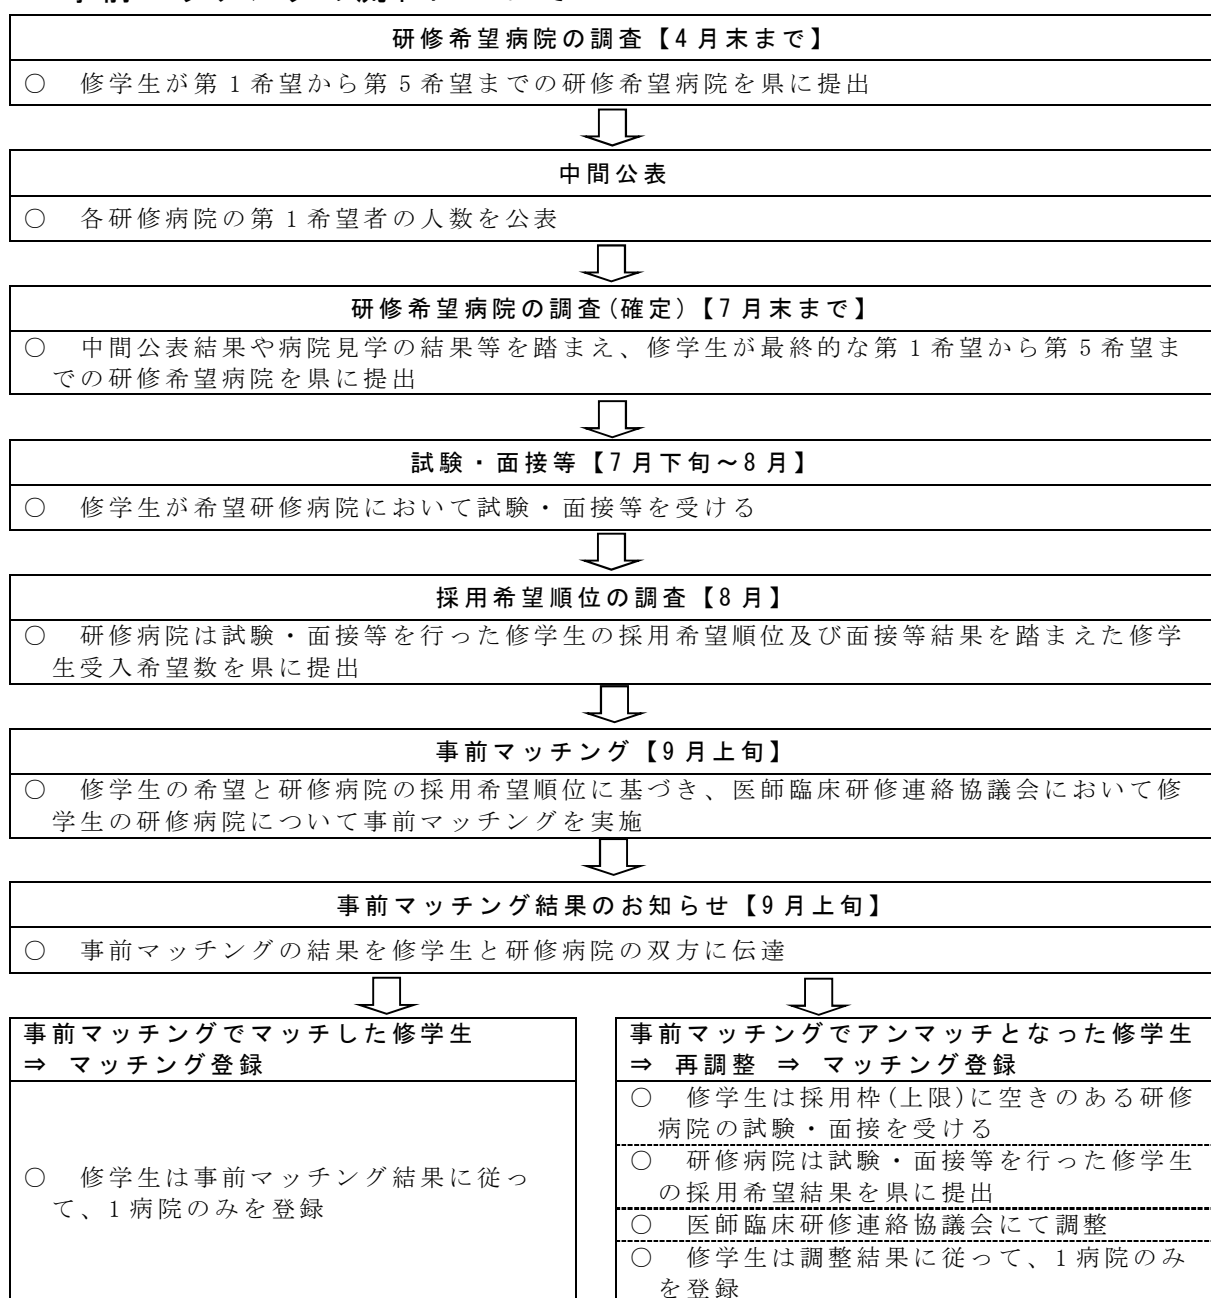 研修希望病院の調査【4月末まで】
○ 修学生が第1希望から第5希望までの研修希望病院を県に提出
中間公表
○ 各研修病院の第1希望者の人数を公表
研修希望病院の調査(確定)【7月末まで】
○ 中間公表結果や病院見学の結果等を踏まえ、修学生が最終的な第1希望から第5希望ま
での研修希望病院を県に提出
試験・面接等【7月下旬～8月】
○ 修学生が希望研修病院において試験・面接等を受ける
採用希望順位の調査【8月】
○ 研修病院は試験・面接等を行った修学生の採用希望順位及び面接等結果を踏まえた修学
生受入希望数を県に提出
事前マッチング【9月上旬】
○ 修学生の希望と研修病院の採用希望順位に基づき、医師臨床研修連絡協議会において修
学生の研修病院について事前マッチングを実施
事前マッチング結果のお知らせ【9月上旬】
○ 事前マッチングの結果を修学生と研修病院の双方に伝達
事前マッチングでマッチした修学生
⇒ マッチング登録
○ 修学生は事前マッチング結果に従っ
て、1病院のみを登録
事前マッチングでアンマッチとなった修学生
⇒ 再調整 ⇒ マッチング登録
○ 修学生は採用枠(上限)に空きのある研修
病院の試験・面接を受ける
○ 研修病院は試験・面接等を行った修学生
の採用希望結果を県に提出
○ 医師臨床研修連絡協議会にて調整
○ 修学生は調整結果に従って、1病院のみ
を登録